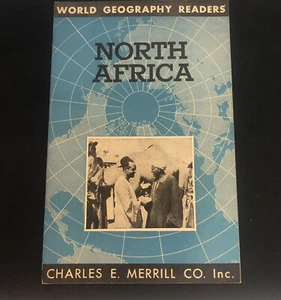 WORLD GEOGRAPHY READERS
NORTH
AFRICA
CHARLES E. MERRILL CO. Inc.